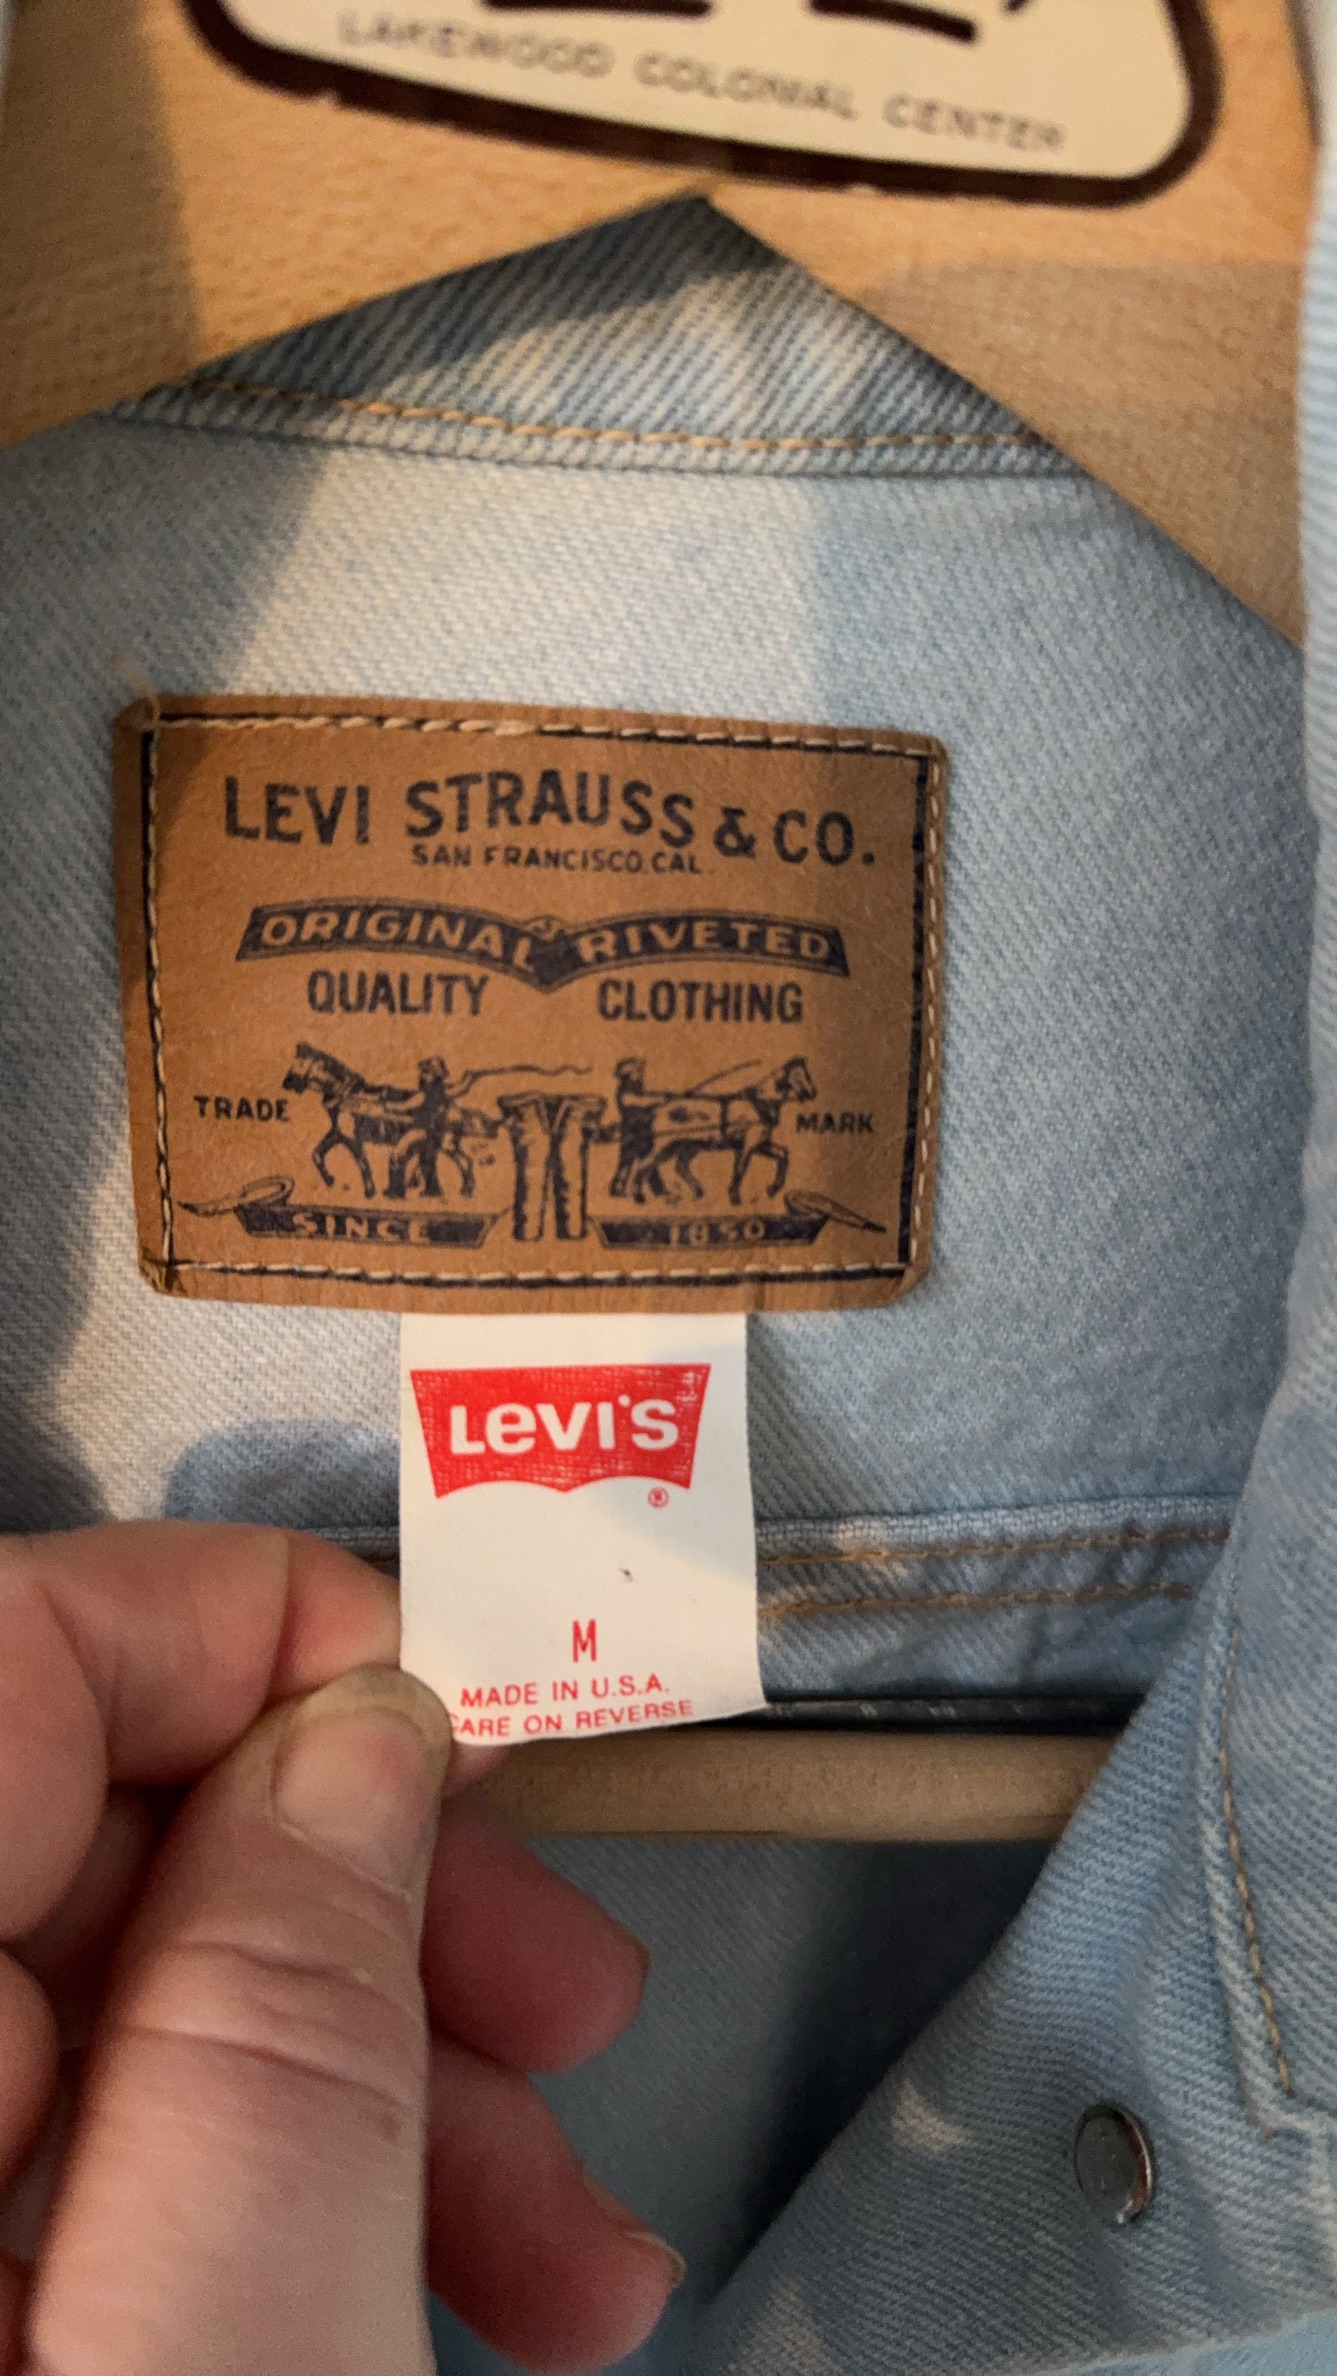 LAKEWOOD COLONIAL CENTER
LEVI STRAUSS & CO.
SAN FRANCISCO, CAL.
ORIGINAL RIVETED
QUALITY CLOTHING
TRADE MARK
SINCE 1850
LEVI'S
®
M
MADE IN U.S.A.
CARE ON REVERSE